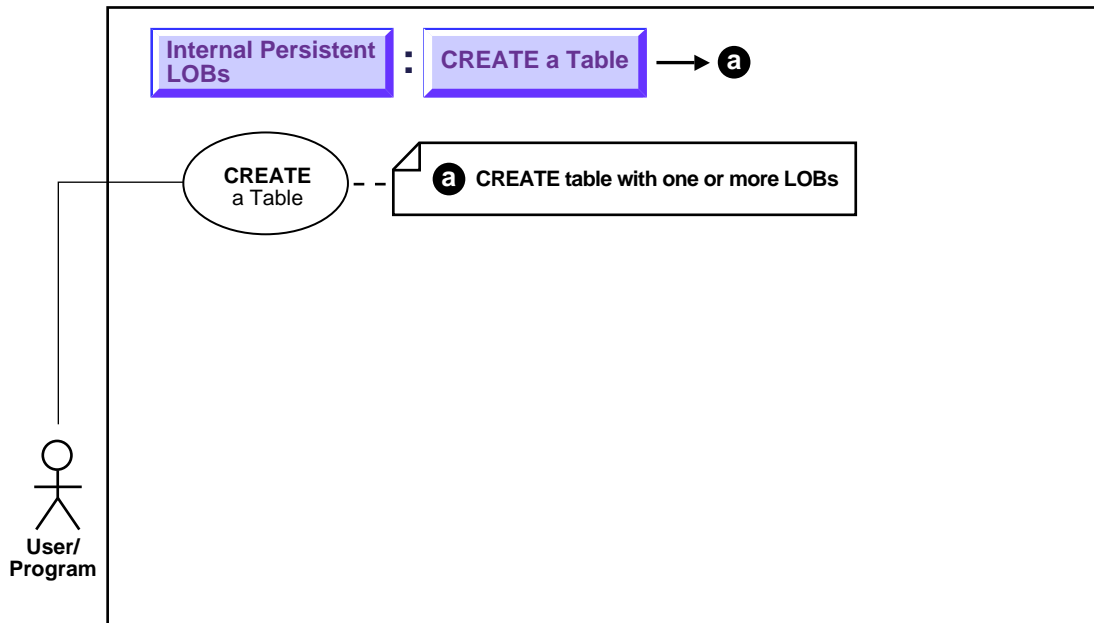 Internal Persistent
LOBs
:
CREATE a Table
a
CREATE
a Table
a CREATE table with one or more LOBs
User/
Program